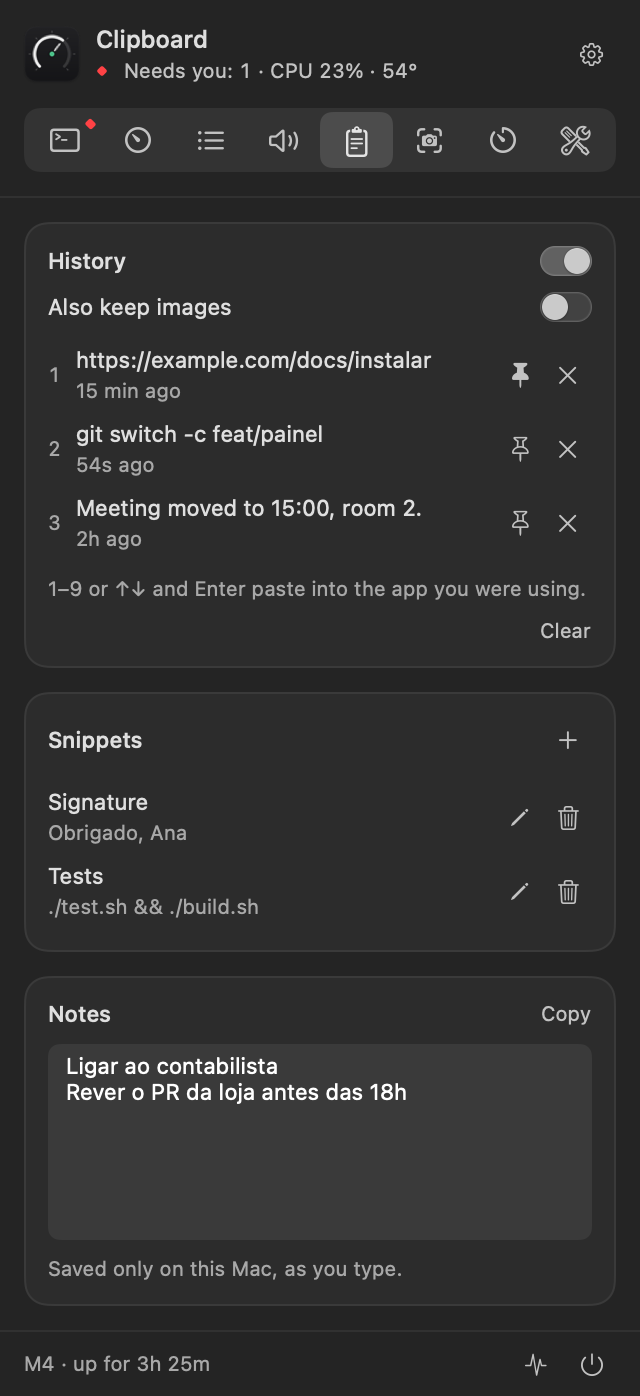 Clipboard
Needs you: 1 · CPU 23% · 54°
History
Also keep images
1
https://example.com/docs/instalar
15 min ago
2
git switch -c feat/painel
54s ago
3
Meeting moved to 15:00, room 2.
2h ago
1–9 or ↑↓ and Enter paste into the app you were using.
Clear
Snippets
Signature
Obrigado, Ana
Tests
./test.sh && ./build.sh
Notes
Copy
Ligar ao contabilista
Rever o PR da loja antes das 18h
Saved only on this Mac, as you type.
M4 · up for 3h 25m